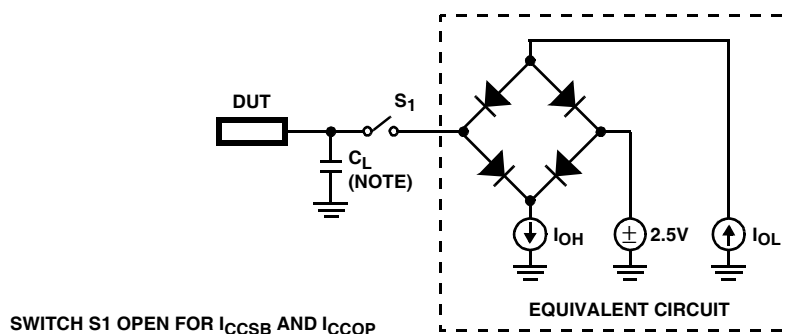 DUT
S1
CL
(NOTE)
IOH
± 2.5V
IOL
EQUIVALENT CIRCUIT
SWITCH S1 OPEN FOR ICCSB AND ICCOP